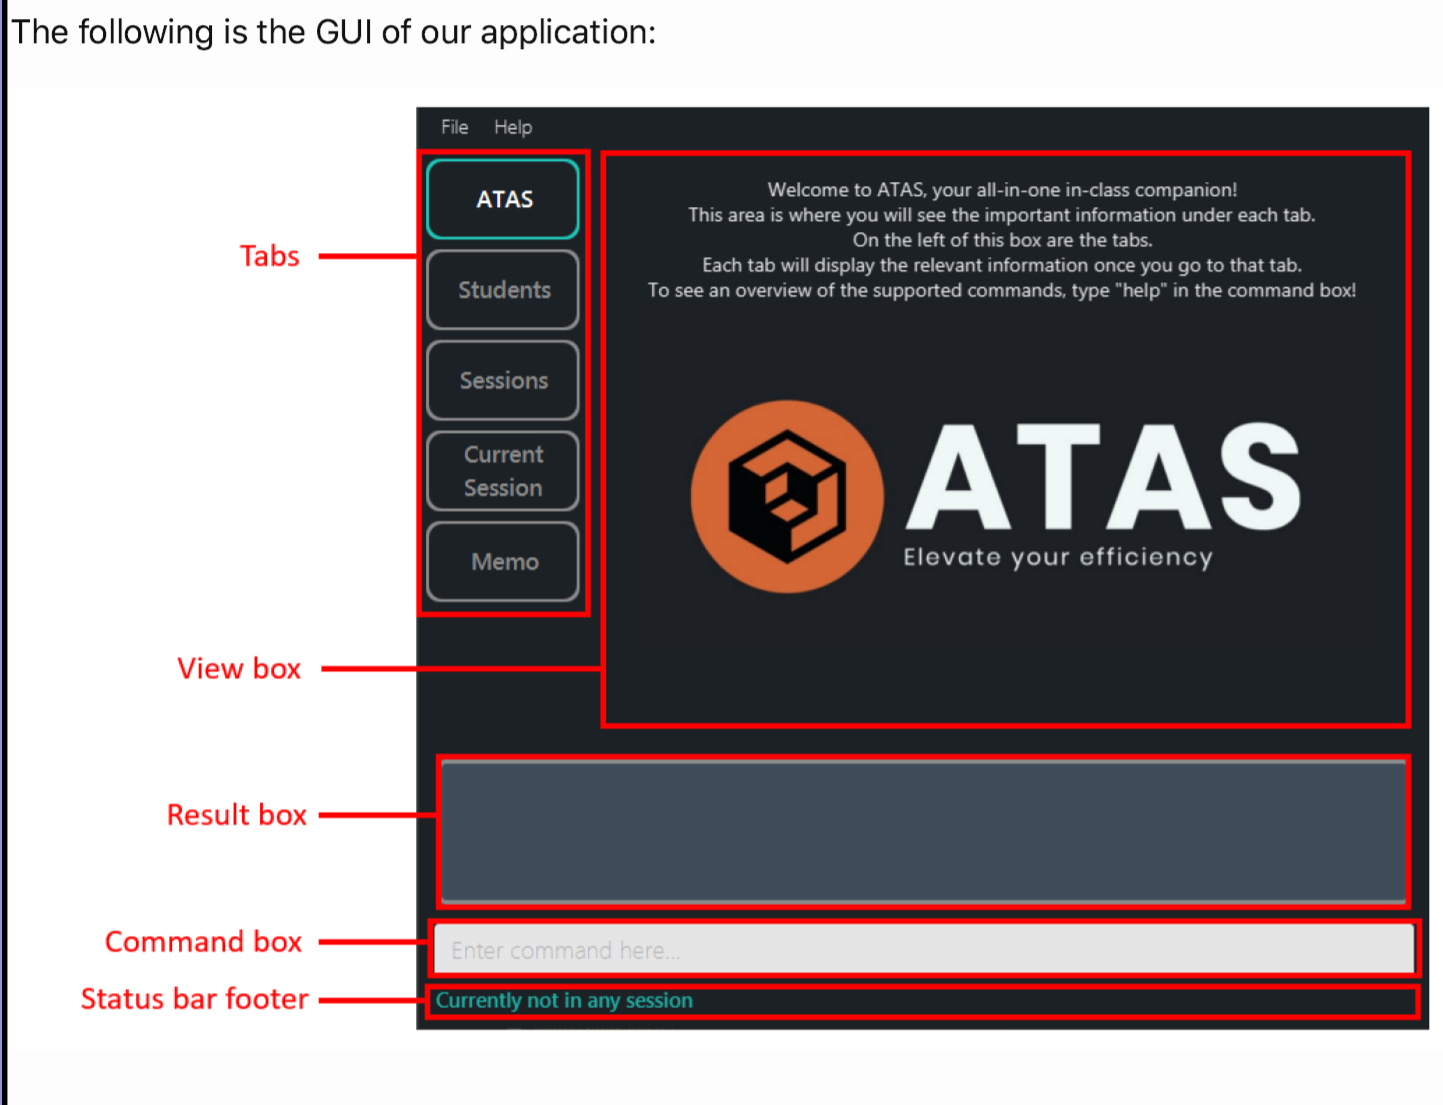 The following is the GUI of our application:
File Help
ATAS
Students
Sessions
Current
Session
Memo
Welcome to ATAS, your all-in-one in-class companion!
This area is where you will see the important information under each tab.
On the left of this box are the tabs.
Each tab will display the relevant information once you go to that tab.
To see an overview of the supported commands, type "help" in the command box!
ATAS
Elevate your efficiency
Tabs
View box
Result box
Command box
Enter command here...
Status bar footer
Currently not in any session